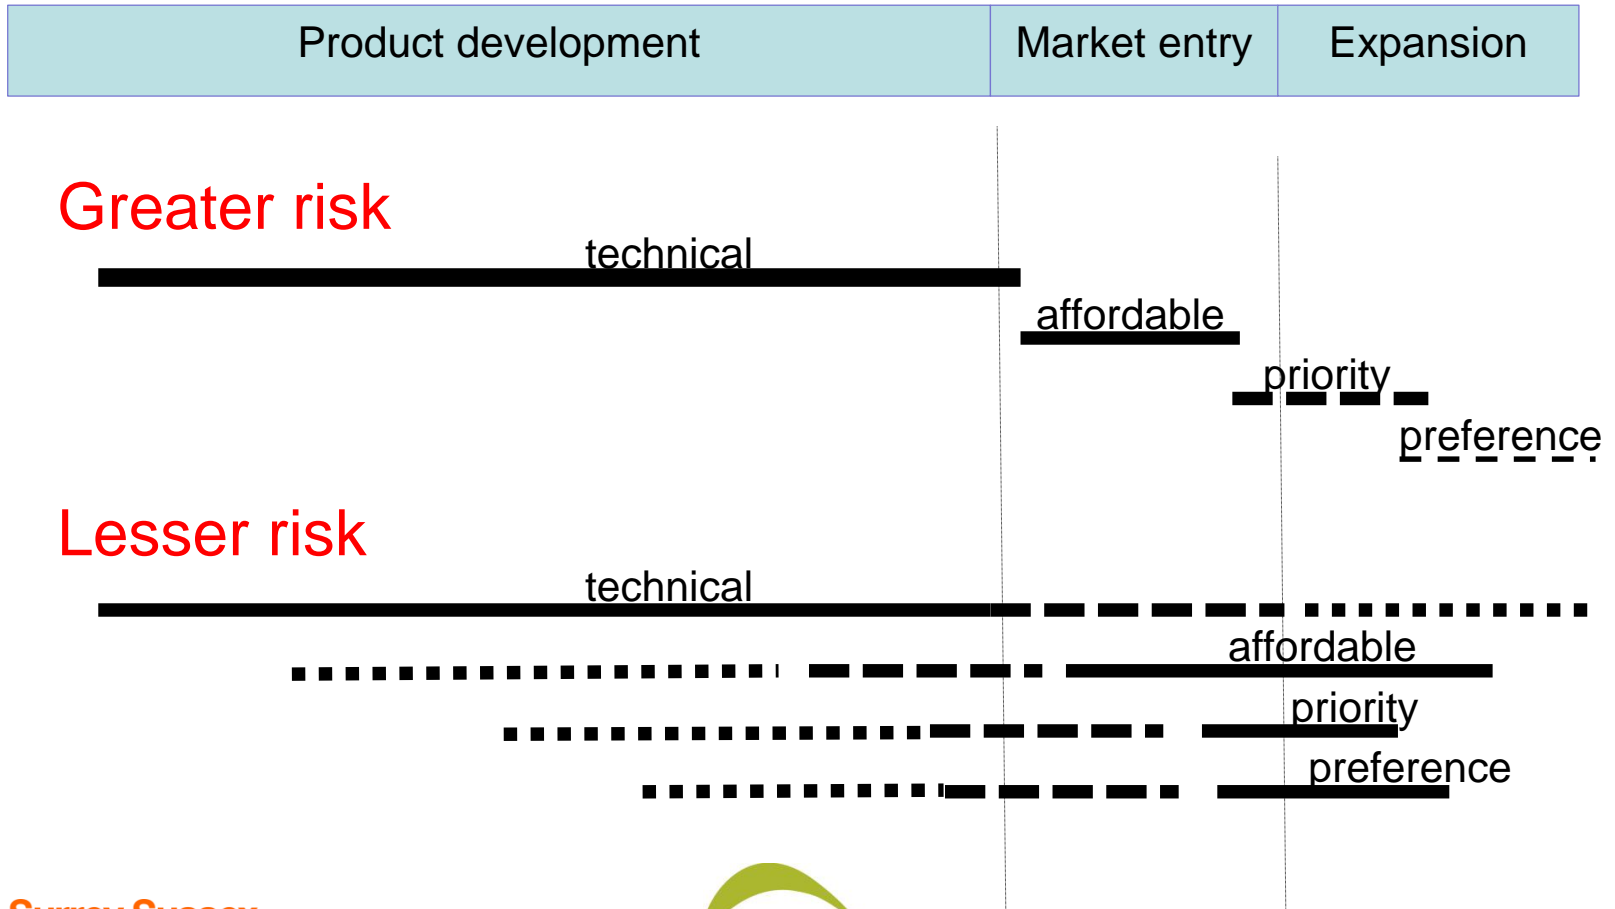 Product development Market entry Expansion
Greater risk
technical
affordable
priority
preference
Lesser risk
technical
affordable
priority
preference